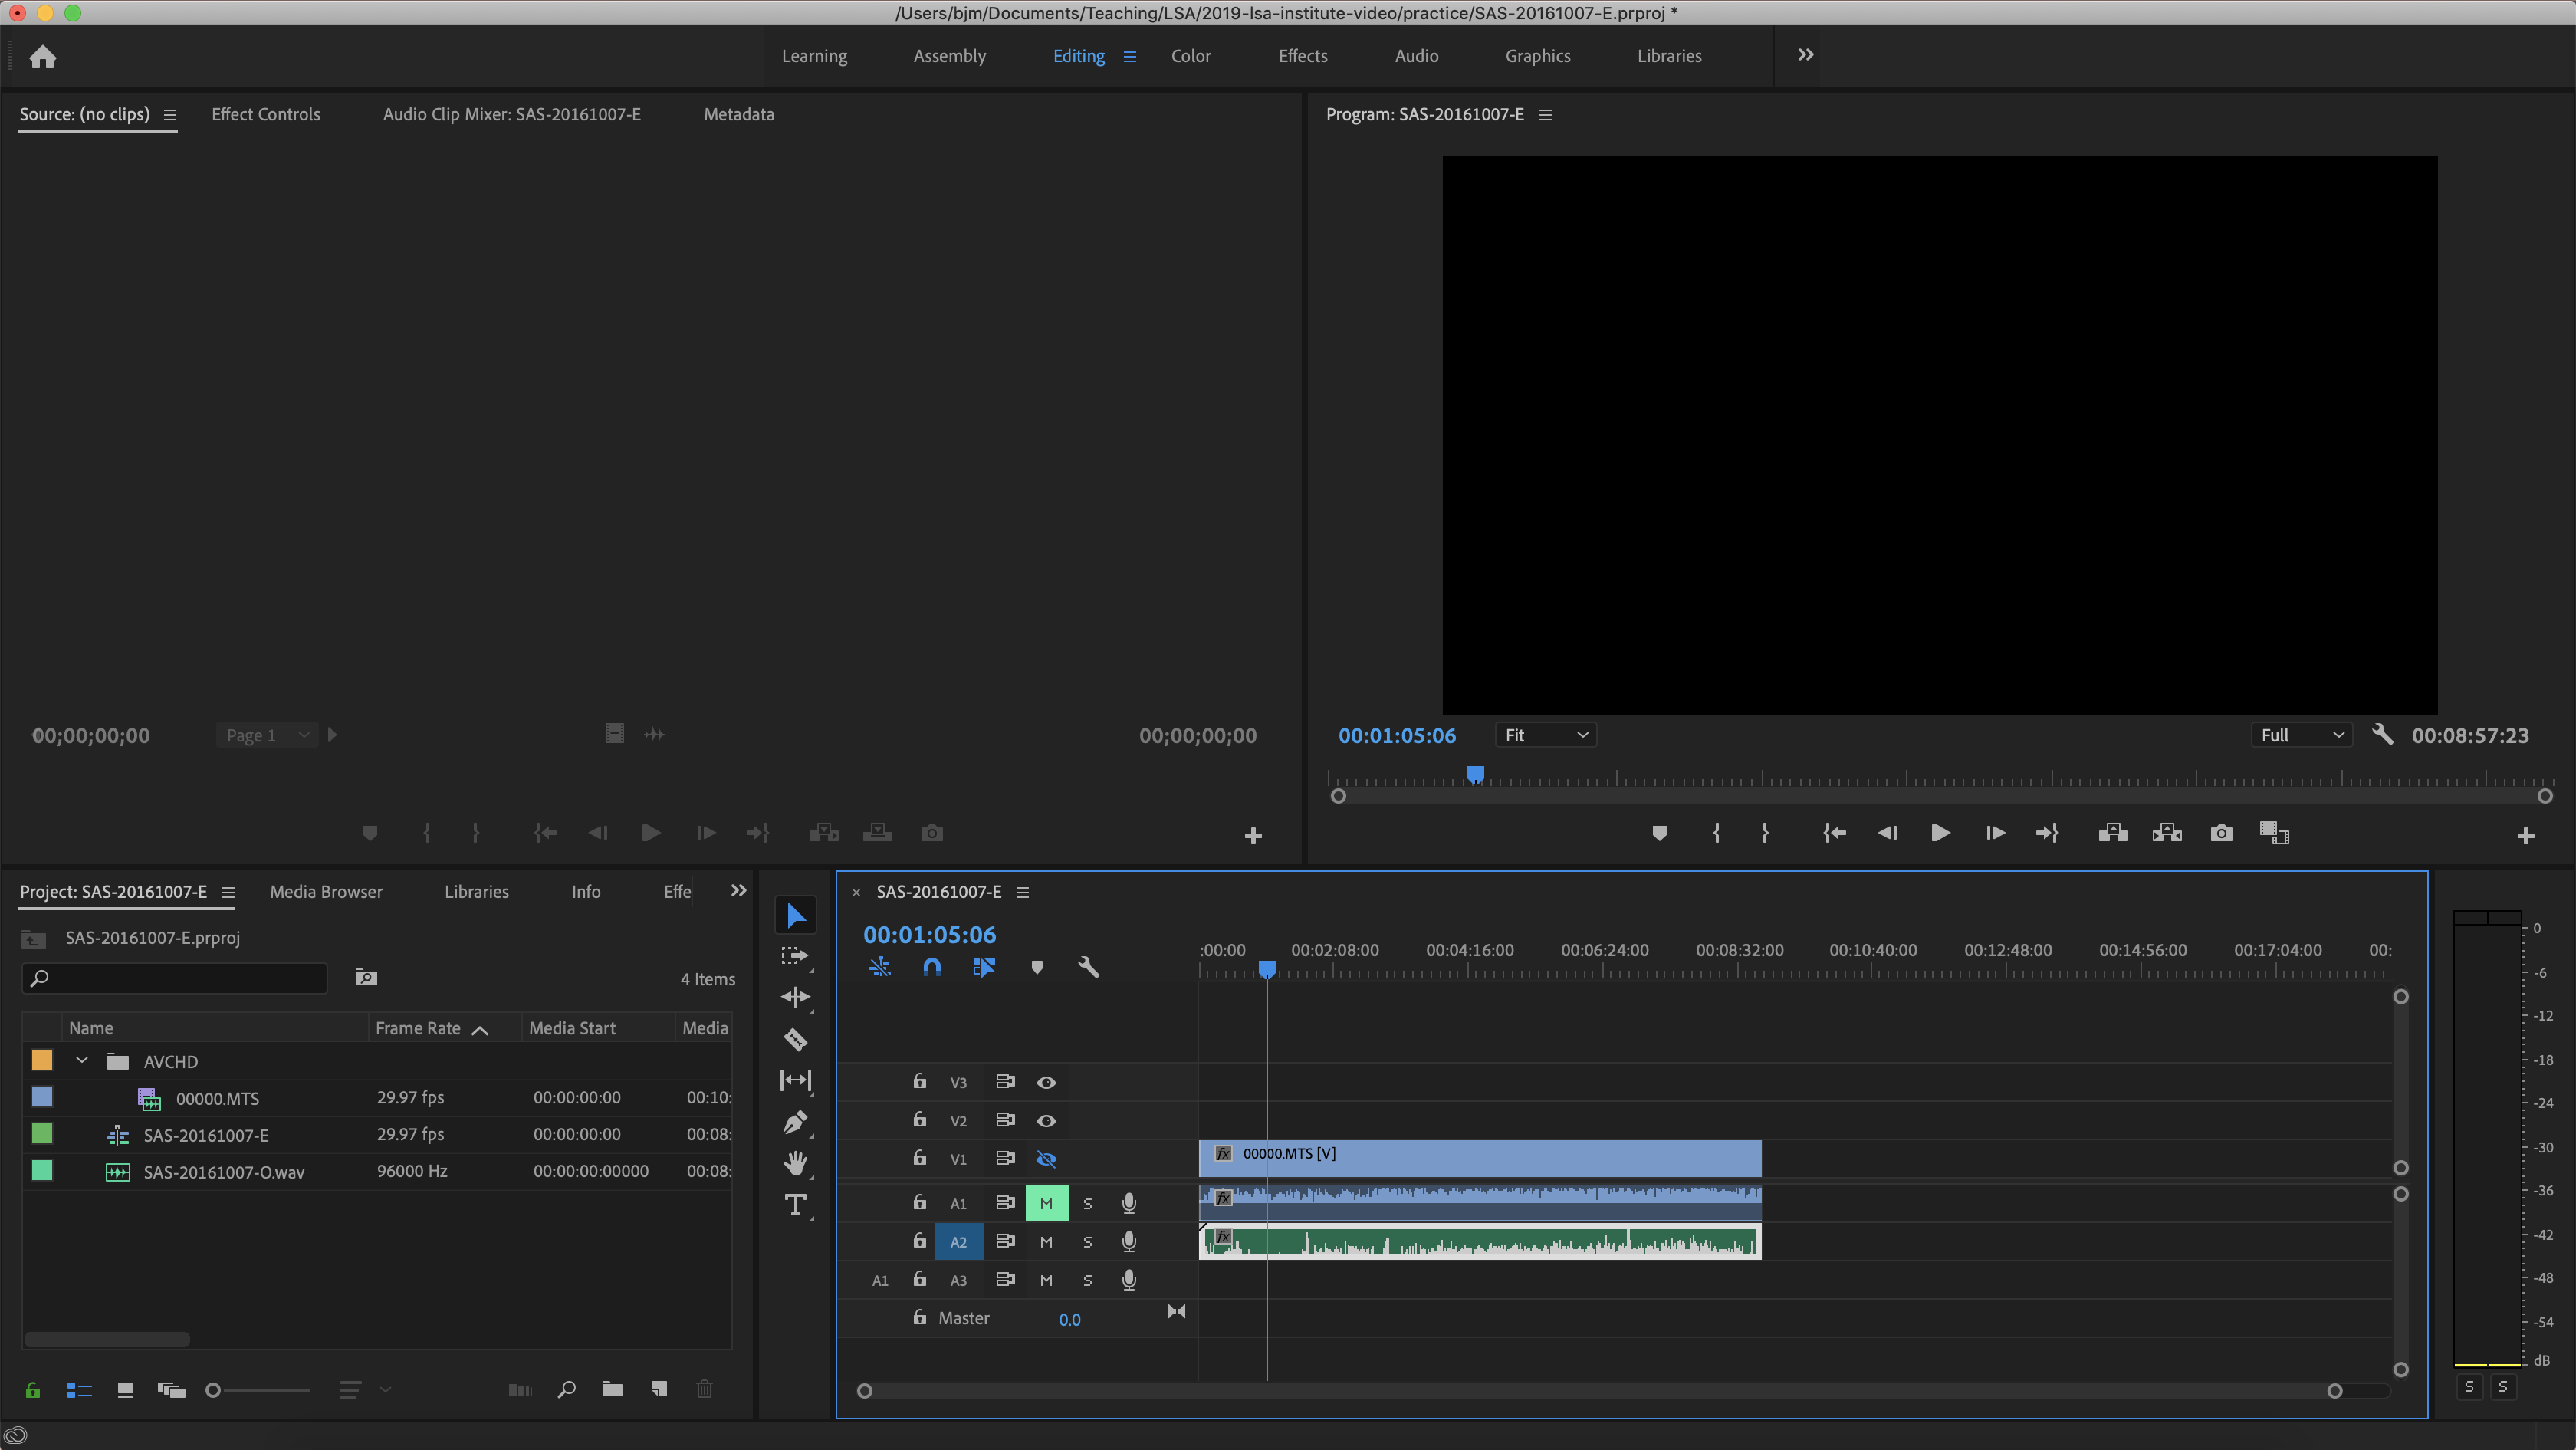 /Users/bjm/Documents/Teaching/LSA/2019-lsa-institute-video/practice/SAS-20161007-E.prproj *
Learning Assembly Editing Color Effects Audio Graphics Libraries
Source: (no clips) Effect Controls Audio Clip Mixer: SAS-20161007-E Metadata
Program: SAS-20161007-E
00;00;00;00 Page 1 00;00;00;00
00:01:05:06 Fit Full 00:08:57:23
Project: SAS-20161007-E Media Browser Libraries Info Effe
SAS-20161007-E.prproj
4 Items
Name Frame Rate Media Start Media
AVCHD
00000.MTS 29.97 fps 00:00:00:00 00:10:
SAS-20161007-E 29.97 fps 00:00:00:00 00:08:
SAS-20161007-O.wav 96000 Hz 00:00:00:00000 00:08:
SAS-20161007-E
00:01:05:06
:00:00 00:02:08:00 00:04:16:00 00:06:24:00 00:08:32:00 00:10:40:00 00:12:48:00 00:14:56:00 00:17:04:00 00:
V3
V2
V1 fx 00000.MTS [V]
A1 M S fx
A2 M S fx
A1 A3 M S
Master 0.0
0
-6
-12
-18
-24
-30
-36
-42
-48
-54
dB
S S